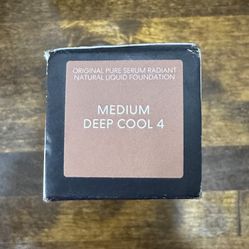 ORIGINAL PURE SERUM RADIANT
NATURAL LIQUID FOUNDATION
MEDIUM
DEEP COOL 4